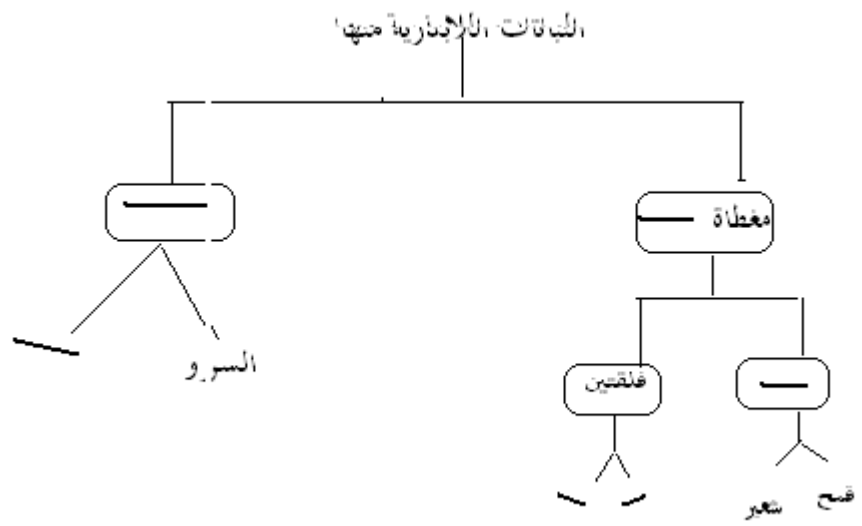 النباتات اللابذرية منها
مغطاة
فلقتين
السرو
قمح
شعير